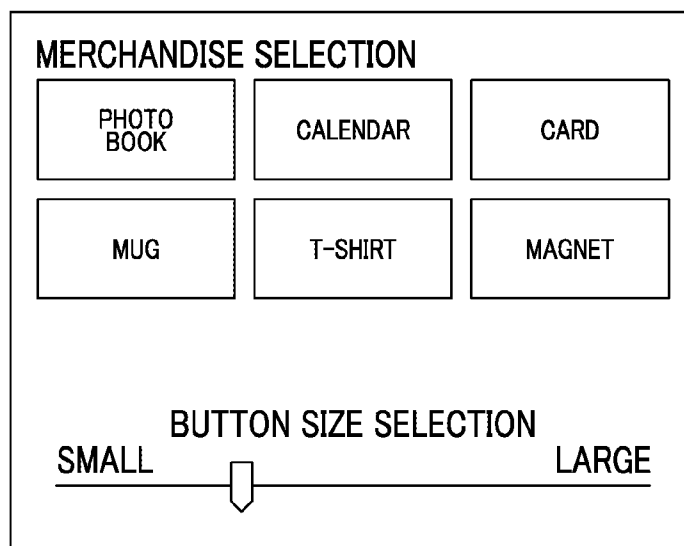 MERCHANDISE SELECTION
PHOTO
BOOK
CALENDAR
CARD
MUG
T-SHIRT
MAGNET
BUTTON SIZE SELECTION
SMALL
LARGE